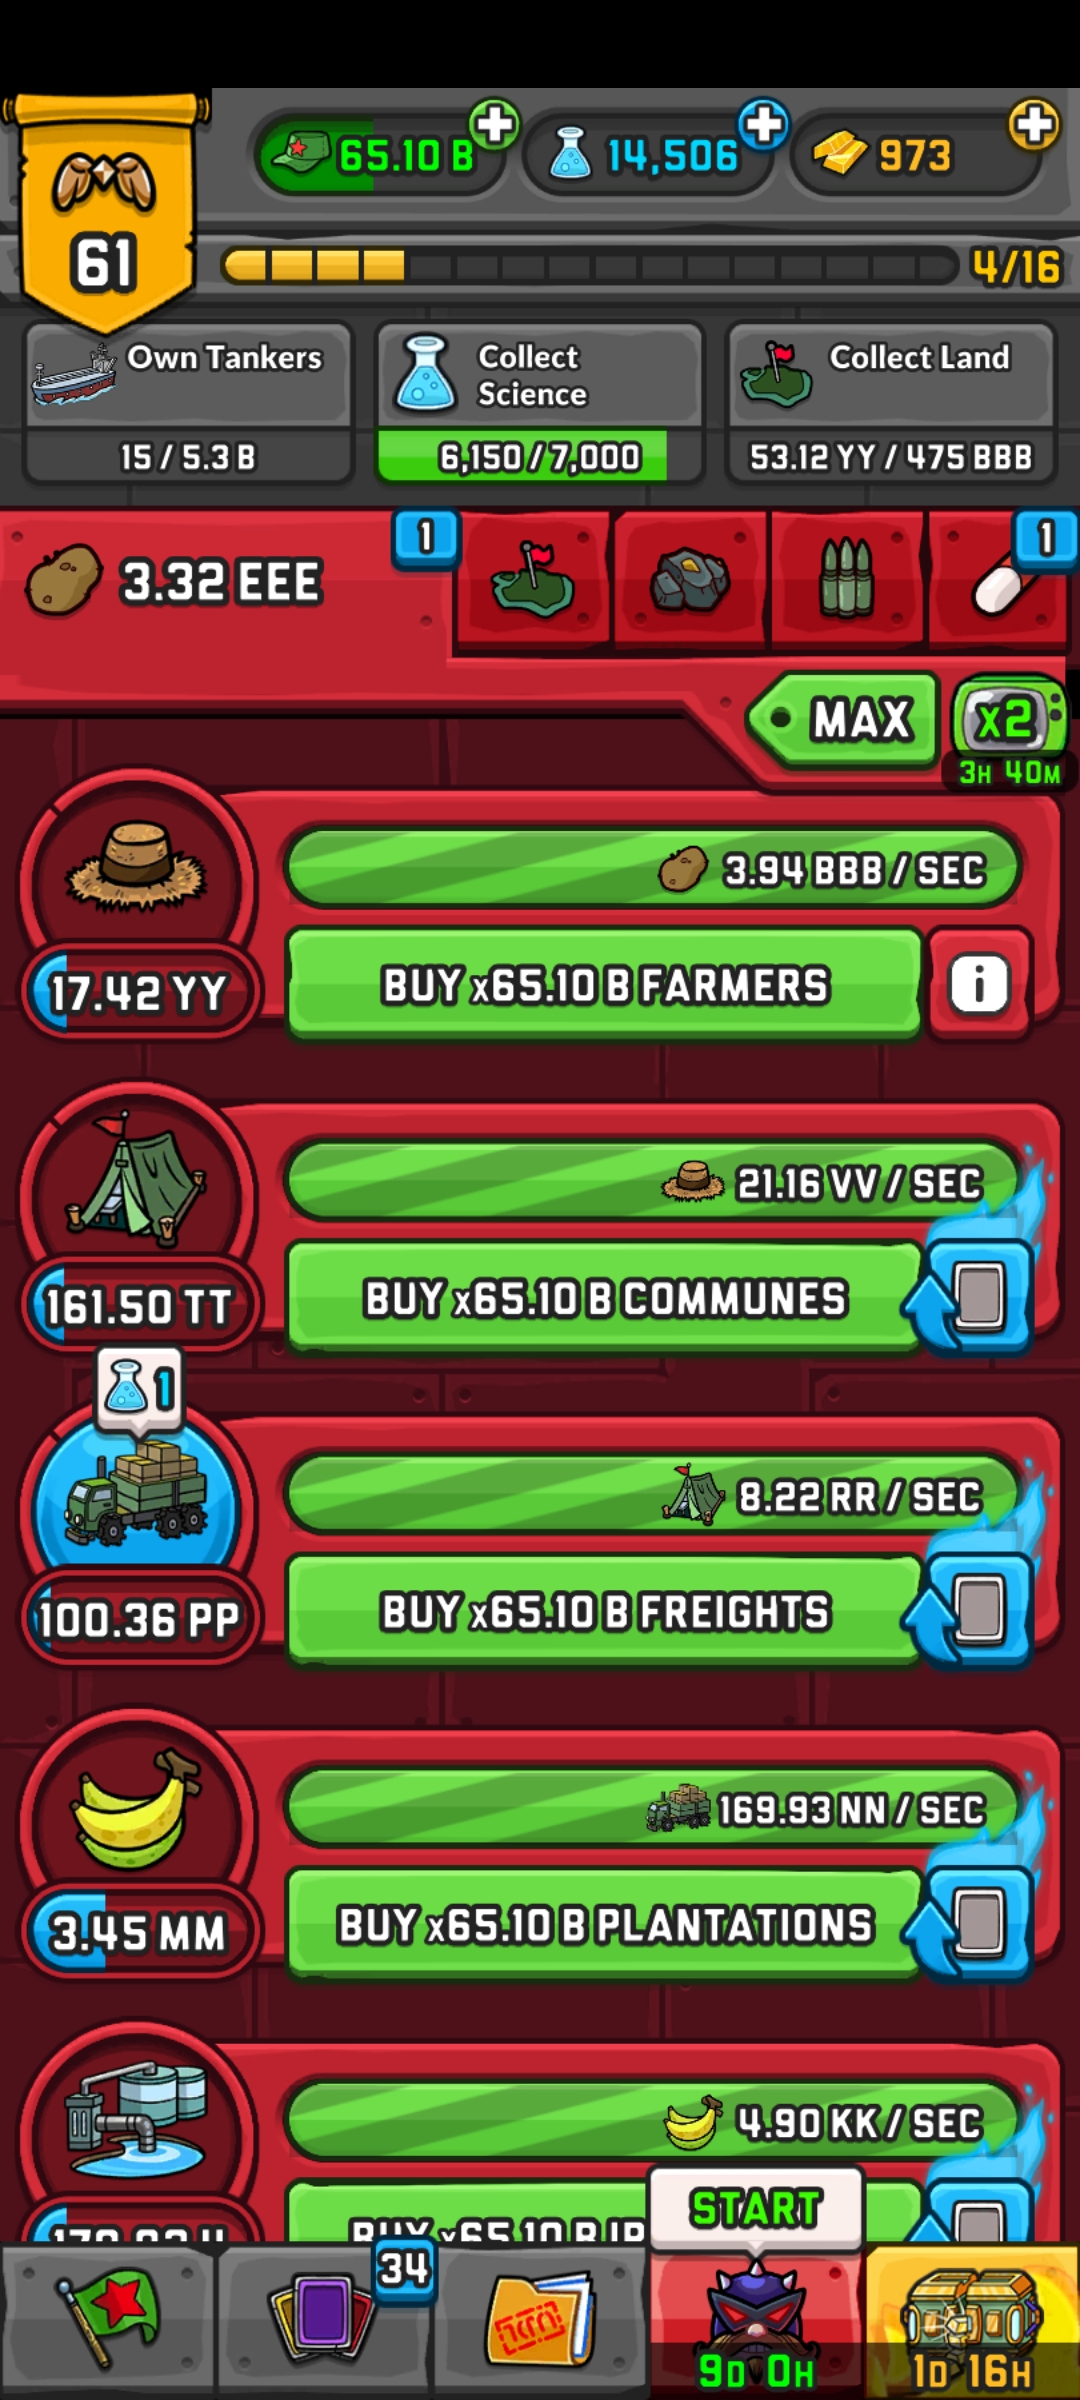 61
65.10 B
14,506
973
4/16
Own Tankers
15 / 5.3 B
Collect
Science
6,150 / 7,000
Collect Land
53.12 YY / 475 BBB
3.32 EEE
1
1
MAX
x2
3H 40M
3.94 BBB / SEC
17.42 YY
BUY x65.10 B FARMERS
i
21.16 VV / SEC
161.50 TT
BUY x65.10 B COMMUNES
1
8.22 RR / SEC
100.36 PP
BUY x65.10 B FREIGHTS
169.93 NN / SEC
3.45 MM
BUY x65.10 B PLANTATIONS
4.90 KK / SEC
BUY x65.10 B
START
34
9D 0H
1D 16H